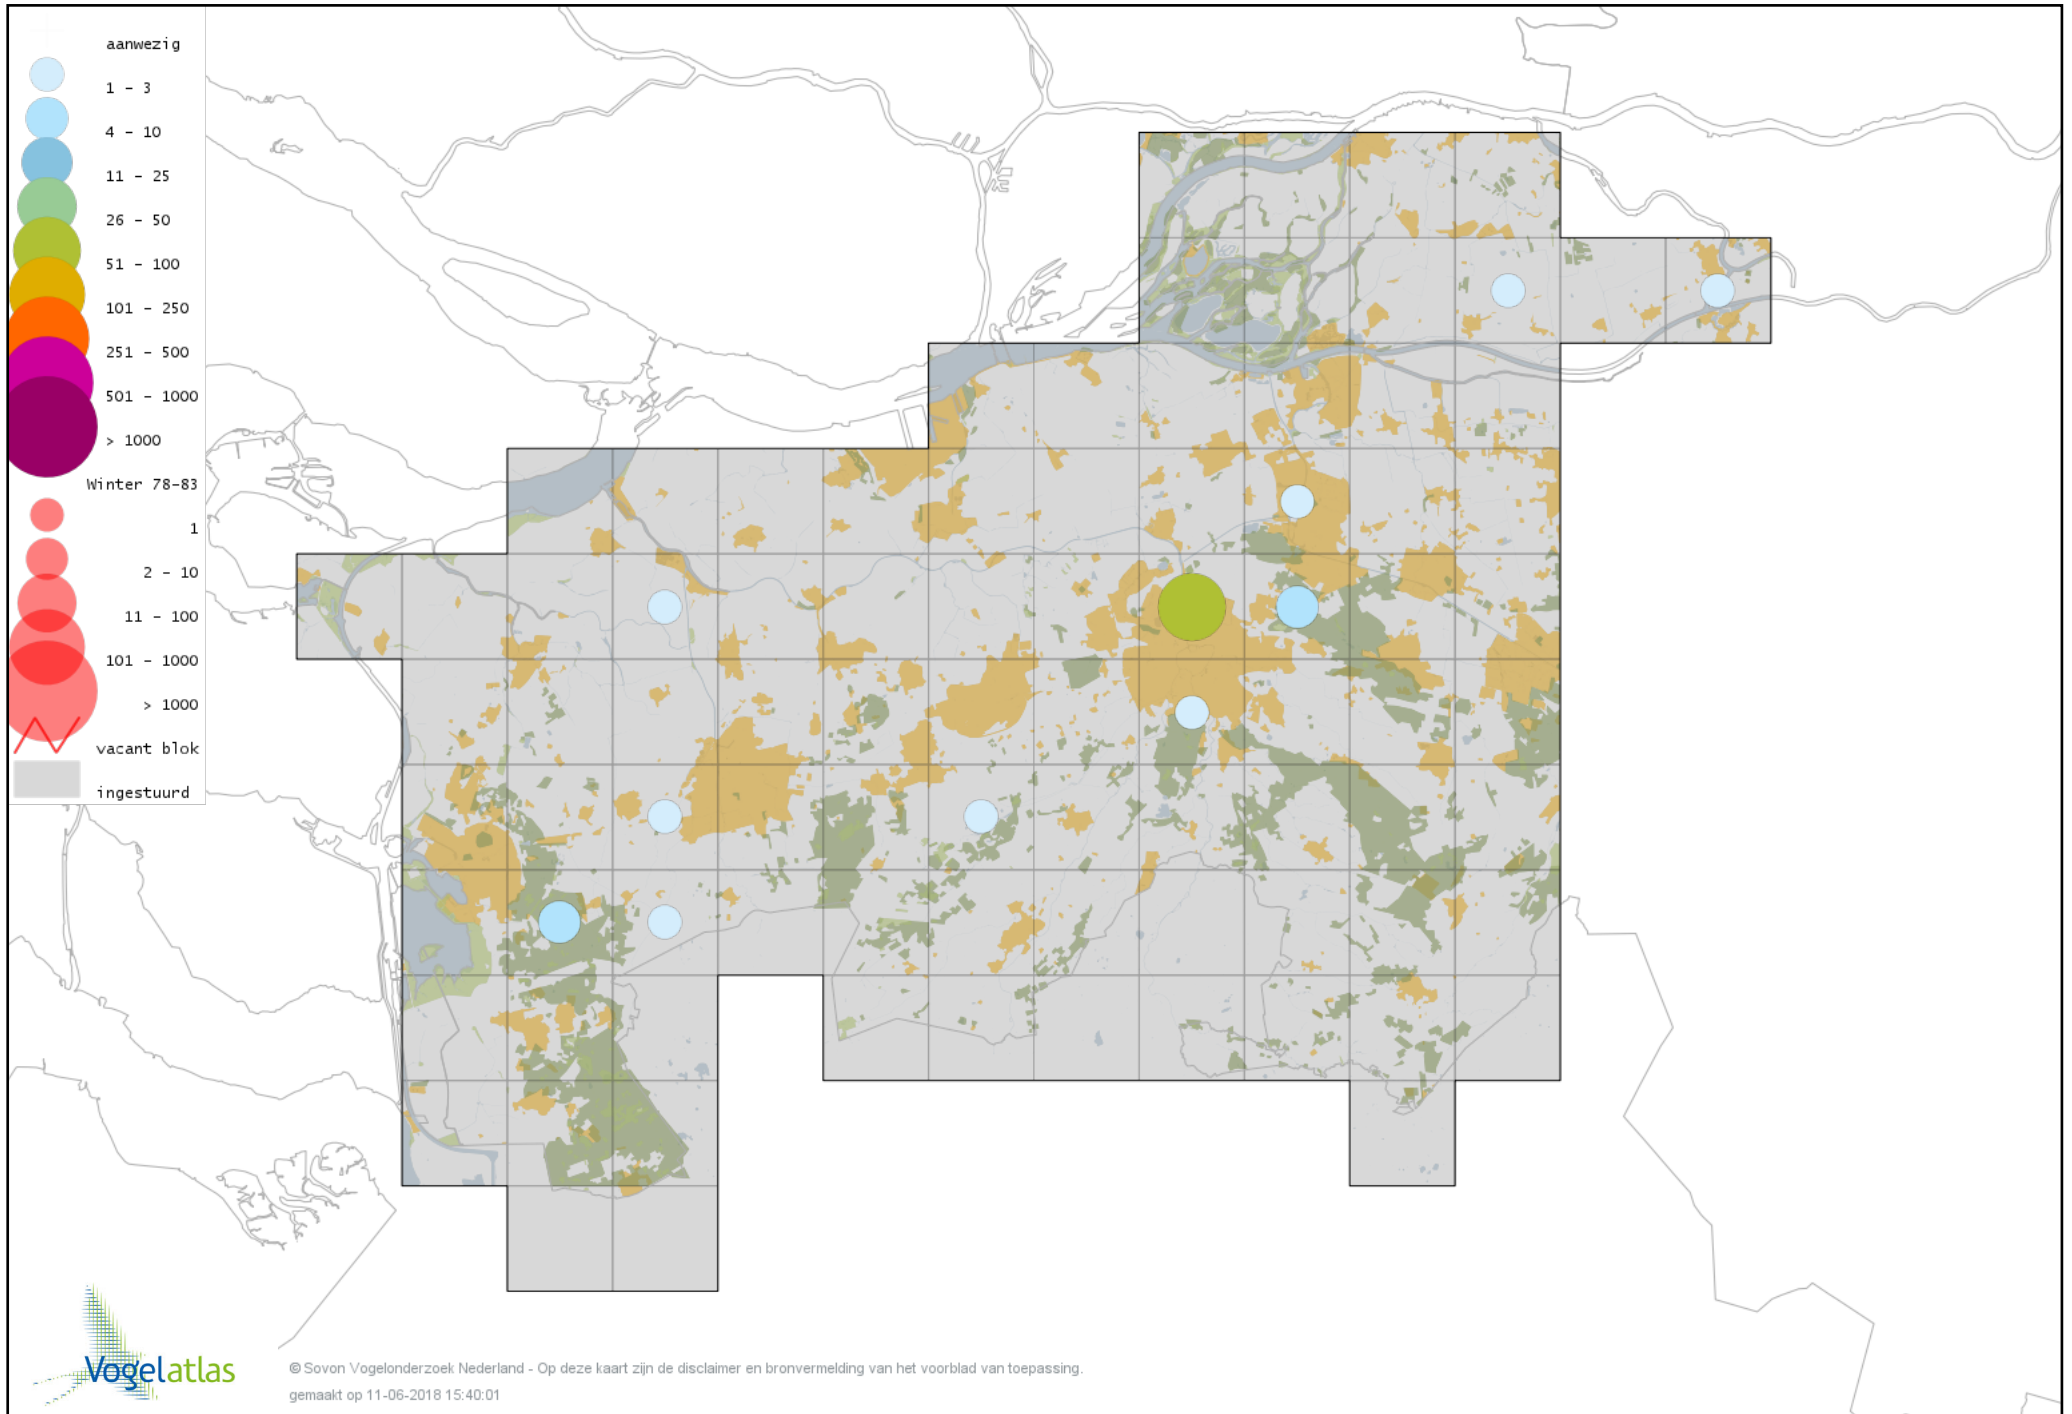 aanwezig
1 - 3
4 - 10
11 - 25
26 - 50
51 - 100
101 - 250
251 - 500
501 - 1000
> 1000
Winter 78-83
1
2 - 10
11 - 100
101 - 1000
> 1000
vacant blok
ingestuurd
Vogelatlas
© Sovon Vogelonderzoek Nederland - Op deze kaart zijn de disclaimer en bronvermelding van het voorblad van toepassing.
gemaakt op 11-06-2018 15:40:01